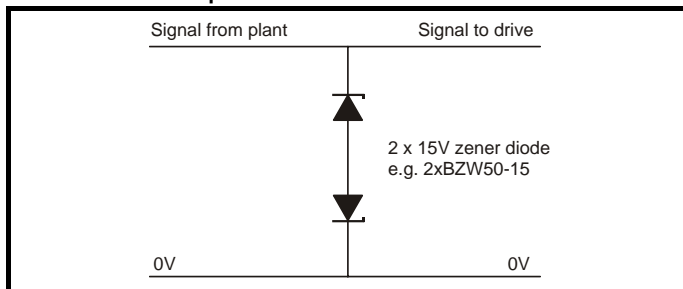 Signal from plant Signal to drive
2 x 15V zener diode
e.g. 2xBZW50-15
0V 0V